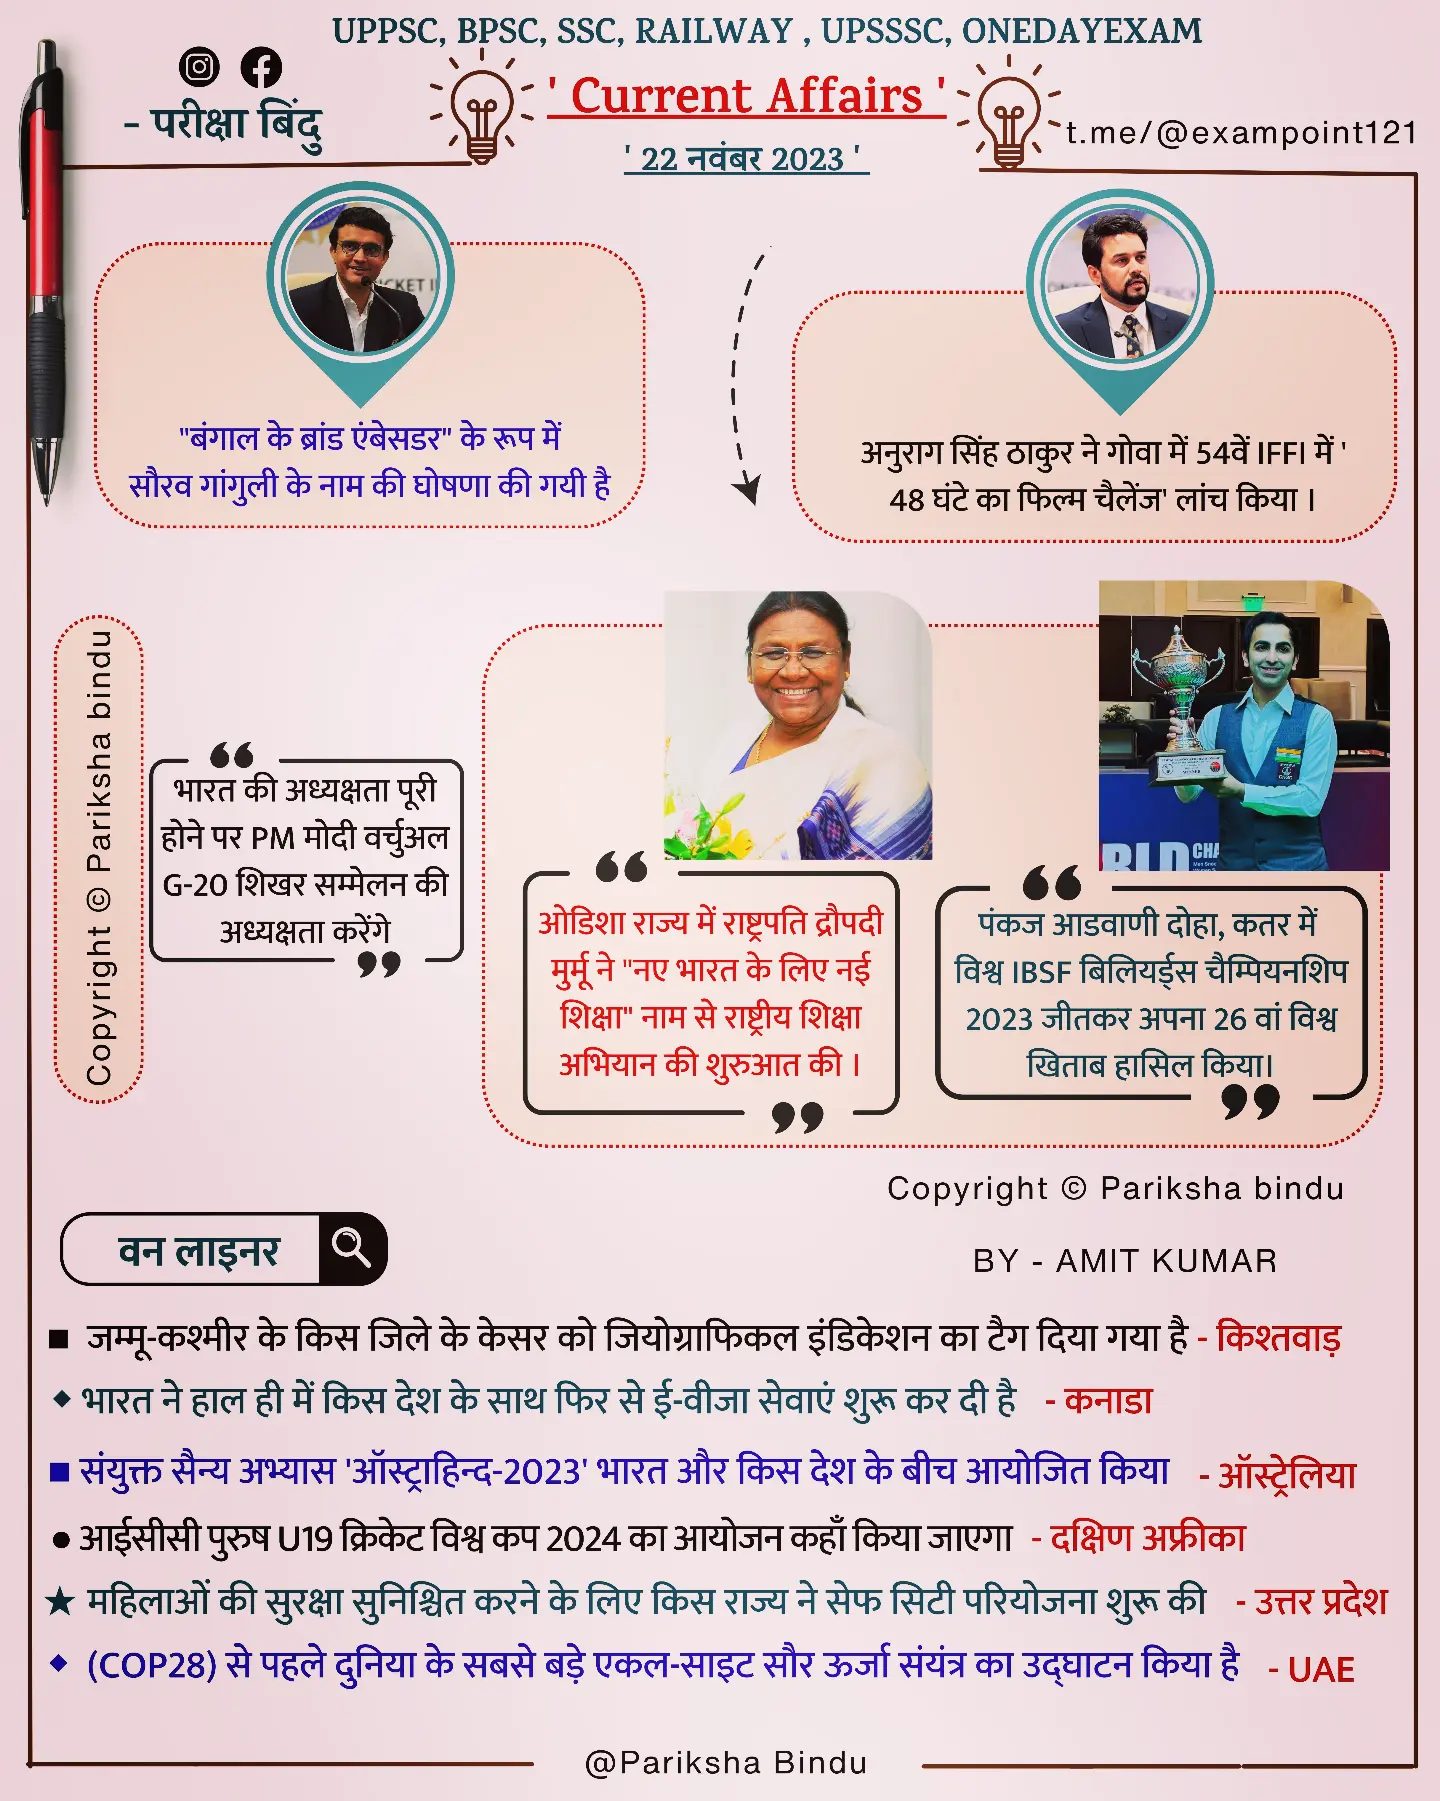 UPPSC, BPSC, SSC, RAILWAY , UPSSSC, ONEDAYEXAM
- परीक्षा बिंदु
' Current Affairs '
t.me/@exampoint121
' 22 नवंबर 2023 '
"बंगाल के ब्रांड एंबेसडर" के रूप में
सौरव गांगुली के नाम की घोषणा की गयी है
अनुराग सिंह ठाकुर ने गोवा में 54वें IFFI में '
48 घंटे का फिल्म चैलेंज' लांच किया ।
Copyright © Pariksha bindu
भारत की अध्यक्षता पूरी
होने पर PM मोदी वर्चुअल
G-20 शिखर सम्मेलन की
अध्यक्षता करेंगे
ओडिशा राज्य में राष्ट्रपति द्रौपदी
मुर्मू ने "नए भारत के लिए नई
शिक्षा" नाम से राष्ट्रीय शिक्षा
अभियान की शुरुआत की ।
पंकज आडवाणी दोहा, कतर में
विश्व IBSF बिलियर्ड्स चैम्पियनशिप
2023 जीतकर अपना 26 वां विश्व
खिताब हासिल किया।
Copyright © Pariksha bindu
वन लाइनर
BY - AMIT KUMAR
■ जम्मू-कश्मीर के किस जिले के केसर को जियोग्राफिकल इंडिकेशन का टैग दिया गया है - किश्तवाड़
◆ भारत ने हाल ही में किस देश के साथ फिर से ई-वीजा सेवाएं शुरू कर दी है - कनाडा
■ संयुक्त सैन्य अभ्यास 'ऑस्ट्राहिन्द-2023' भारत और किस देश के बीच आयोजित किया - ऑस्ट्रेलिया
● आईसीसी पुरुष U19 क्रिकेट विश्व कप 2024 का आयोजन कहाँ किया जाएगा - दक्षिण अफ्रीका
★ महिलाओं की सुरक्षा सुनिश्चित करने के लिए किस राज्य ने सेफ सिटी परियोजना शुरू की - उत्तर प्रदेश
◆ (COP28) से पहले दुनिया के सबसे बड़े एकल-साइट सौर ऊर्जा संयंत्र का उद्घाटन किया है - UAE
@Pariksha Bindu